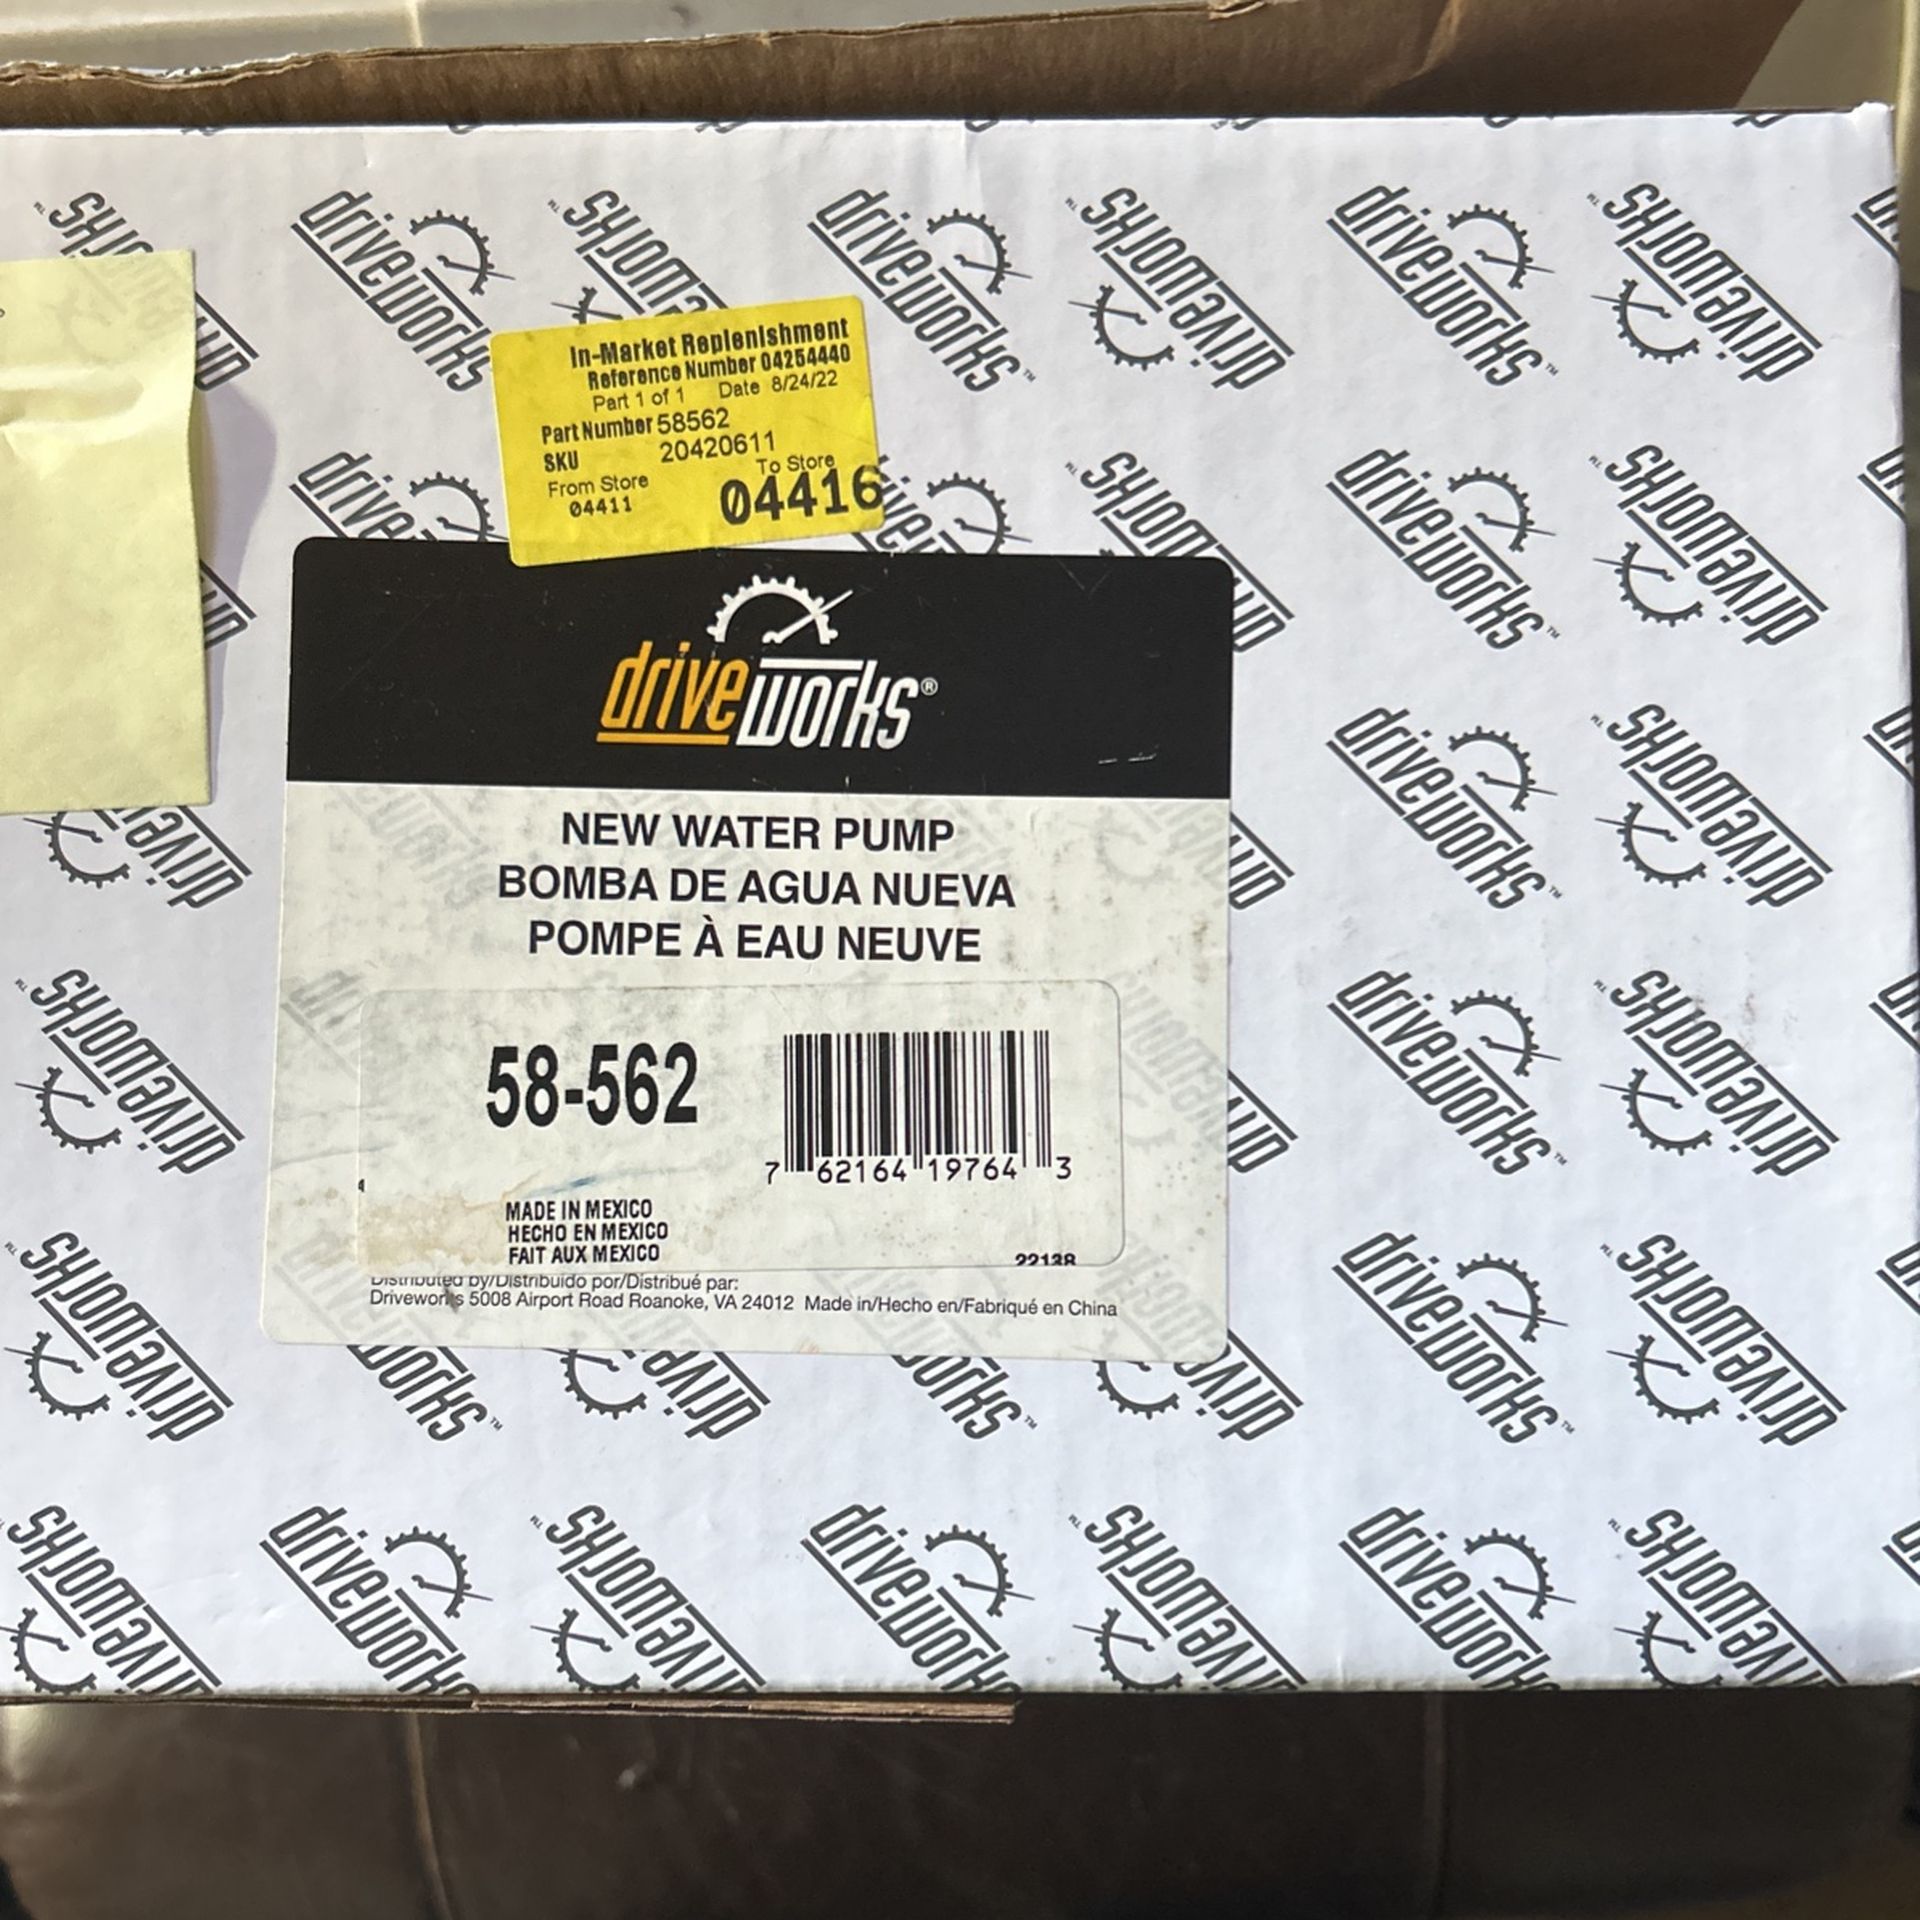 In-Market Replenishment
Reference Number 04254440
Part 1 of 1 Date 8/24/22
Part Number 58562
SKU 20420611
From Store To Store
04411 04416
driveworks®
NEW WATER PUMP
BOMBA DE AGUA NUEVA
POMPE À EAU NEUVE
58-562
7 62164 19764 3
MADE IN MEXICO
HECHO EN MEXICO
FAIT AUX MEXICO
22138
Distributed by/Distribuido por/Distribué par:
Driveworks 5008 Airport Road Roanoke, VA 24012 Made in/Hecho en/Fabriqué en China
driveworks™